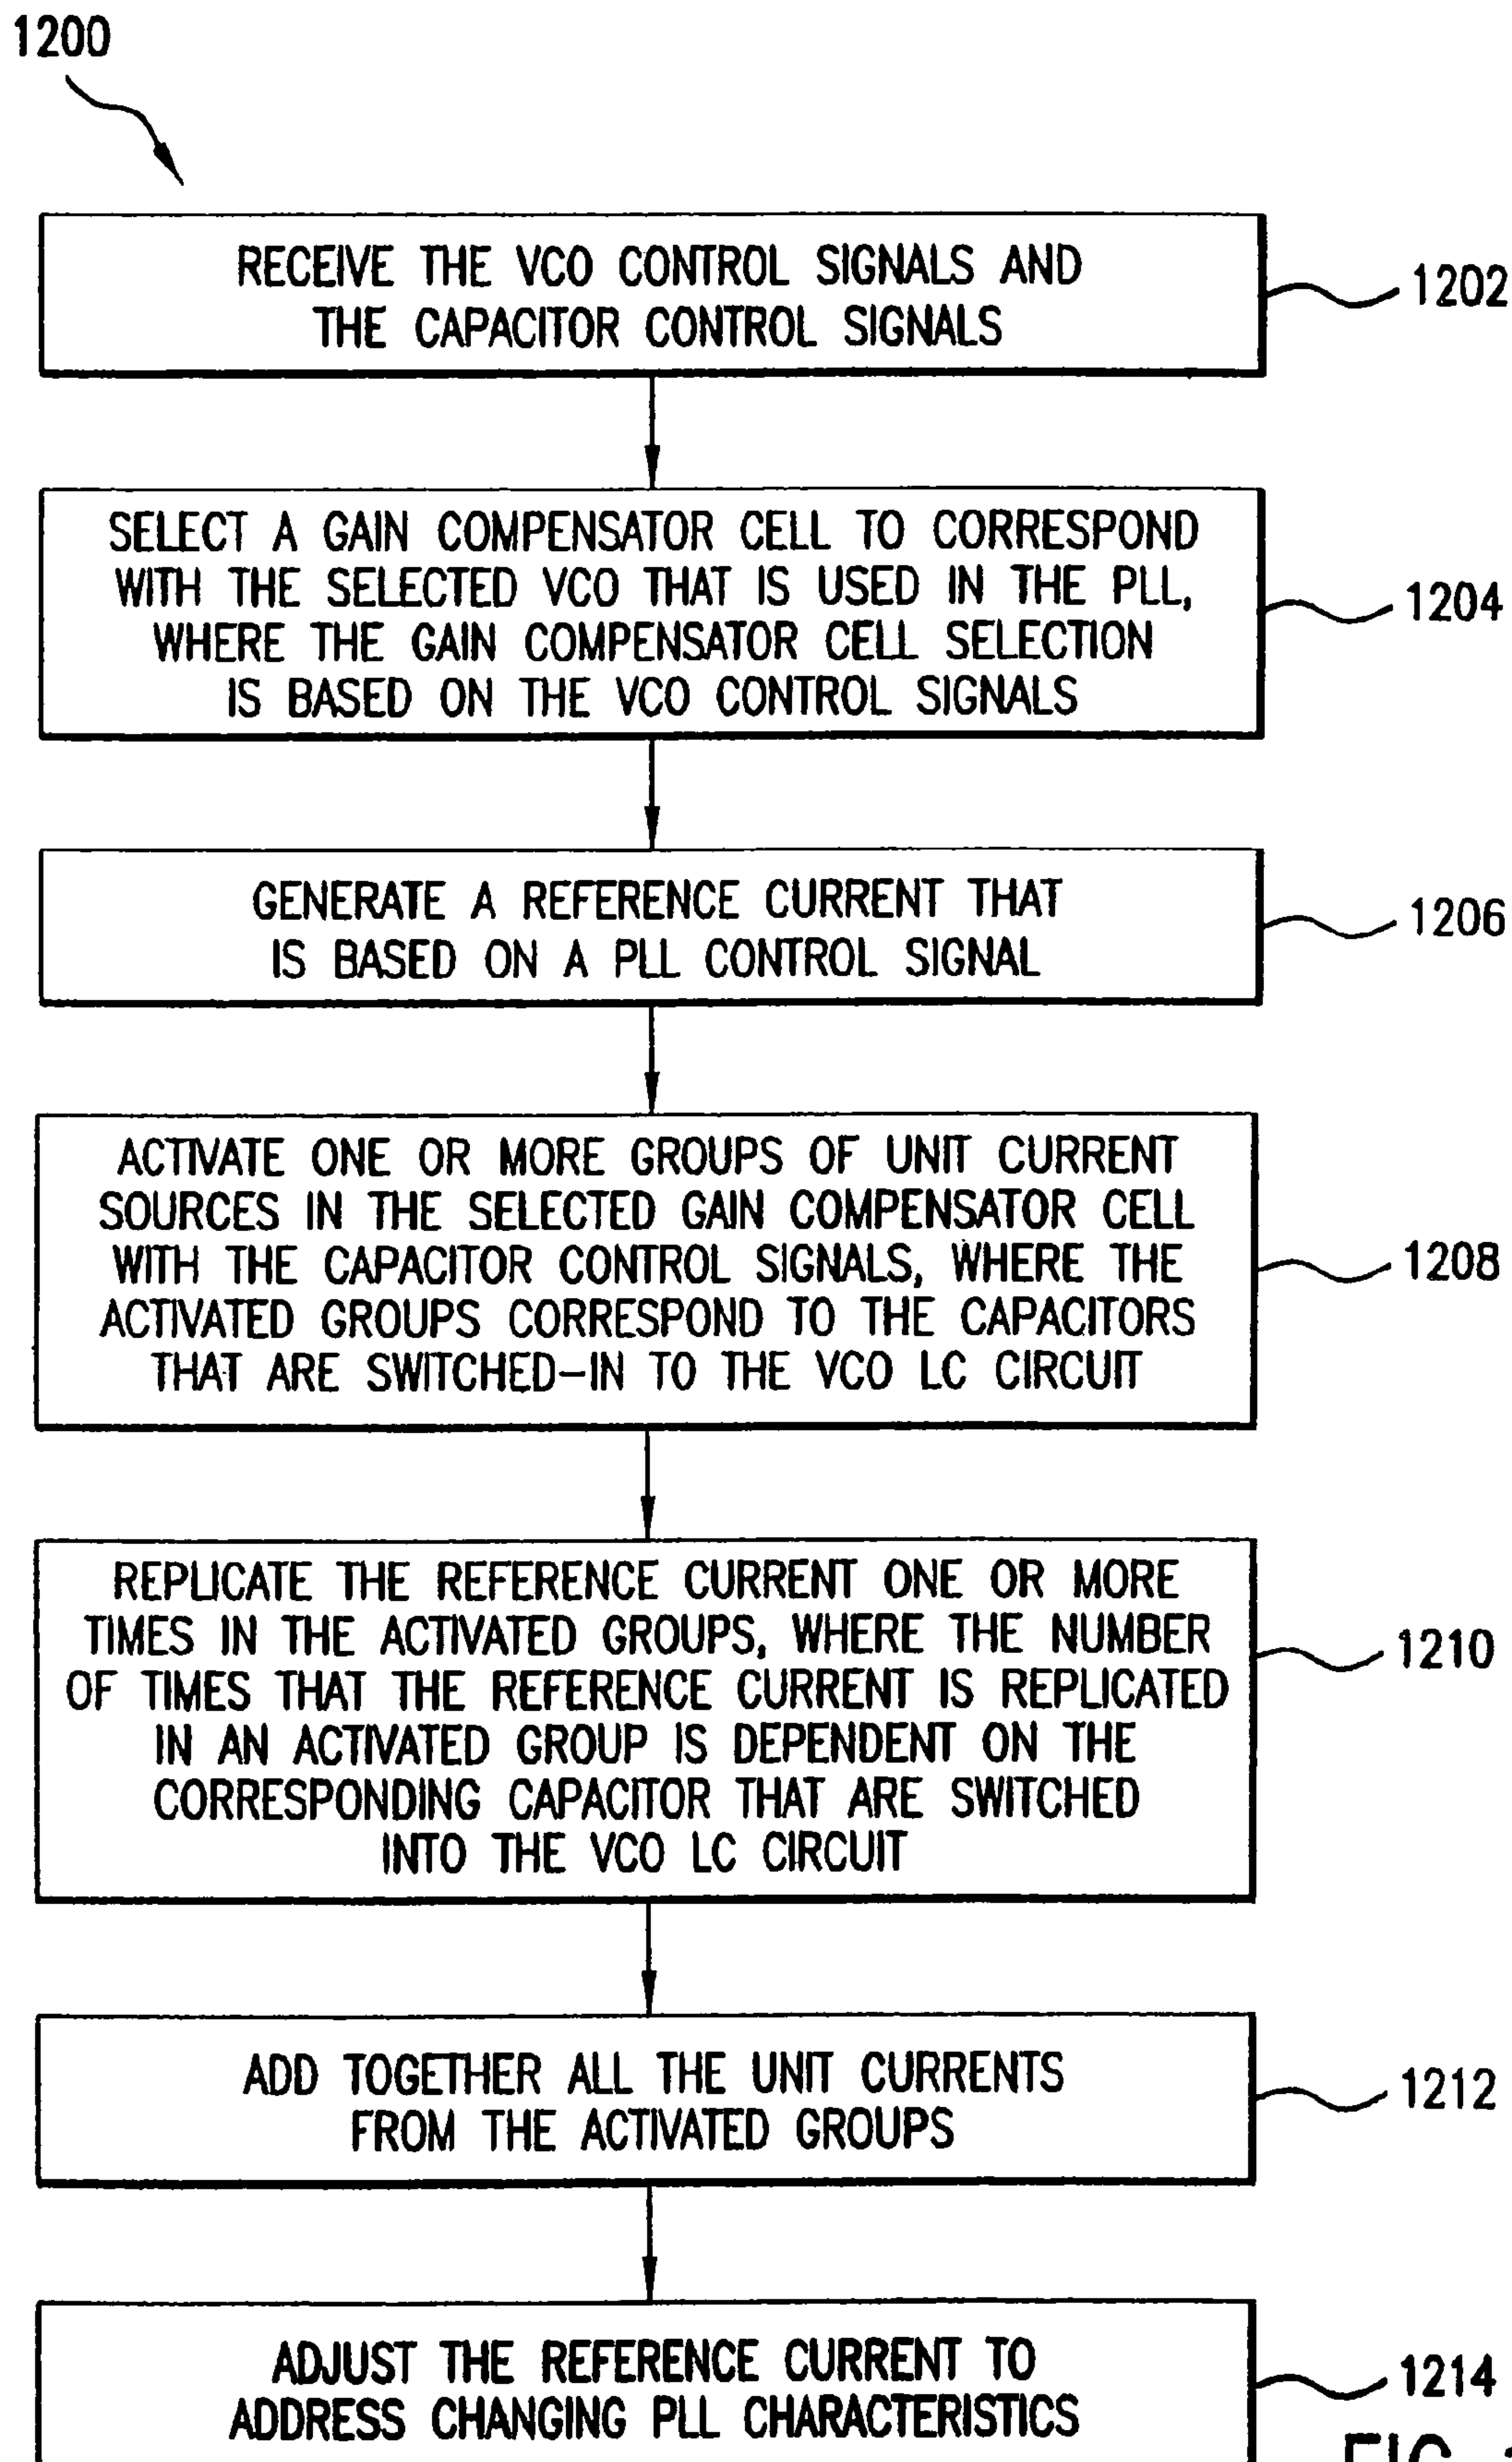 1200
RECEIVE THE VCO CONTROL SIGNALS AND
THE CAPACITOR CONTROL SIGNALS
1202
SELECT A GAIN COMPENSATOR CELL TO CORRESPOND
WITH THE SELECTED VCO THAT IS USED IN THE PLL,
WHERE THE GAIN COMPENSATOR CELL SELECTION
IS BASED ON THE VCO CONTROL SIGNALS
1204
GENERATE A REFERENCE CURRENT THAT
IS BASED ON A PLL CONTROL SIGNAL
1206
ACTIVATE ONE OR MORE GROUPS OF UNIT CURRENT
SOURCES IN THE SELECTED GAIN COMPENSATOR CELL
WITH THE CAPACITOR CONTROL SIGNALS, WHERE THE
ACTIVATED GROUPS CORRESPOND TO THE CAPACITORS
THAT ARE SWITCHED-IN TO THE VCO LC CIRCUIT
1208
REPLICATE THE REFERENCE CURRENT ONE OR MORE
TIMES IN THE ACTIVATED GROUPS, WHERE THE NUMBER
OF TIMES THAT THE REFERENCE CURRENT IS REPLICATED
IN AN ACTIVATED GROUP IS DEPENDENT ON THE
CORRESPONDING CAPACITOR THAT ARE SWITCHED
INTO THE VCO LC CIRCUIT
1210
ADD TOGETHER ALL THE UNIT CURRENTS
FROM THE ACTIVATED GROUPS
1212
ADJUST THE REFERENCE CURRENT TO
ADDRESS CHANGING PLL CHARACTERISTICS
1214
FIG.